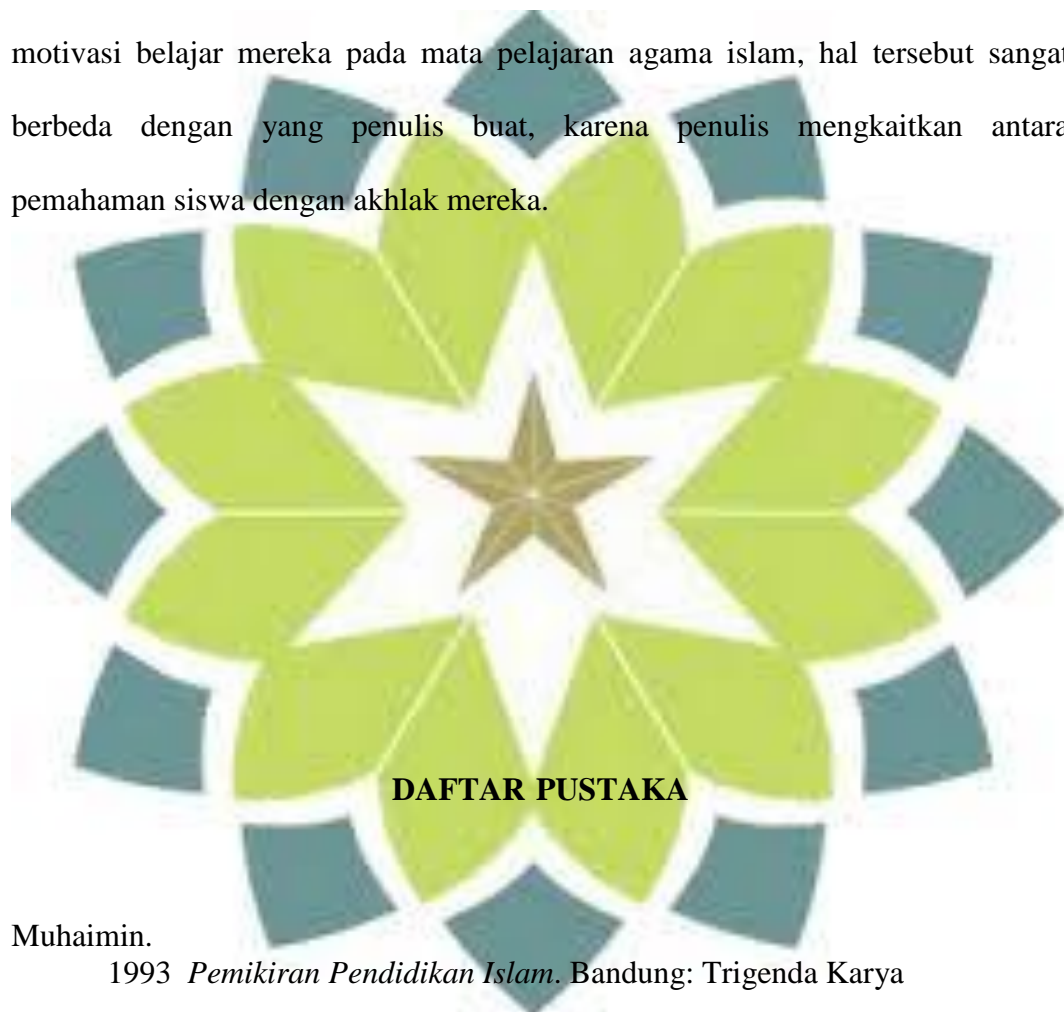 motivasi belajar mereka pada mata pelajaran agama islam, hal tersebut sangat
berbeda dengan yang penulis buat, karena penulis mengkaitkan antara
pemahaman siswa dengan akhlak mereka.
DAFTAR PUSTAKA
Muhaimin.
1993 Pemikiran Pendidikan Islam. Bandung: Trigenda Karya